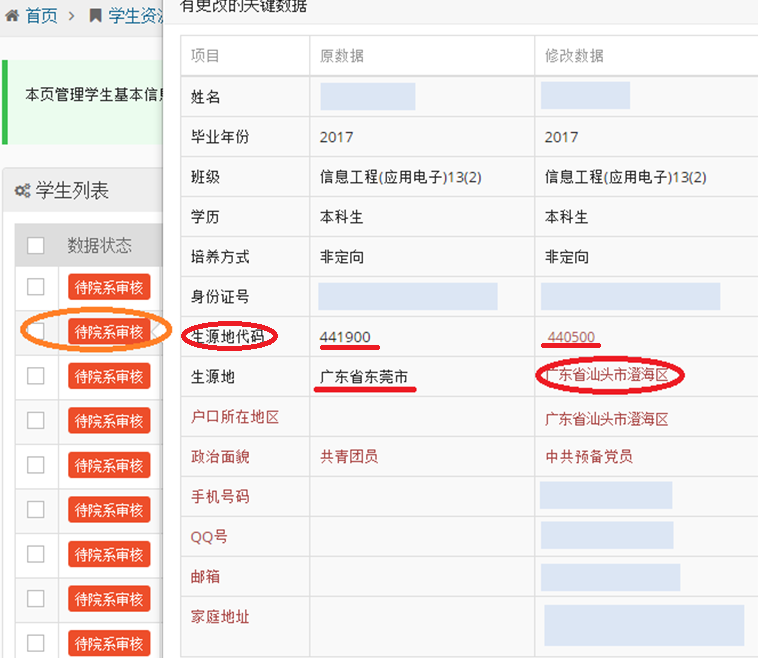 首页 > 学生资
有更改的关键数据
本页管理学生基本信
学生列表
数据状态
待院系审核
待院系审核
待院系审核
待院系审核
待院系审核
待院系审核
待院系审核
待院系审核
待院系审核
项目 原数据 修改数据
姓名
毕业年份 2017 2017
班级 信息工程(应用电子)13(2) 信息工程(应用电子)13(2)
学历 本科生 本科生
培养方式 非定向 非定向
身份证号
生源地代码 441900 440500
生源地 广东省东莞市 广东省汕头市澄海区
户口所在地区 广东省汕头市澄海区
政治面貌 共青团员 中共预备党员
手机号码
QQ号
邮箱
家庭地址